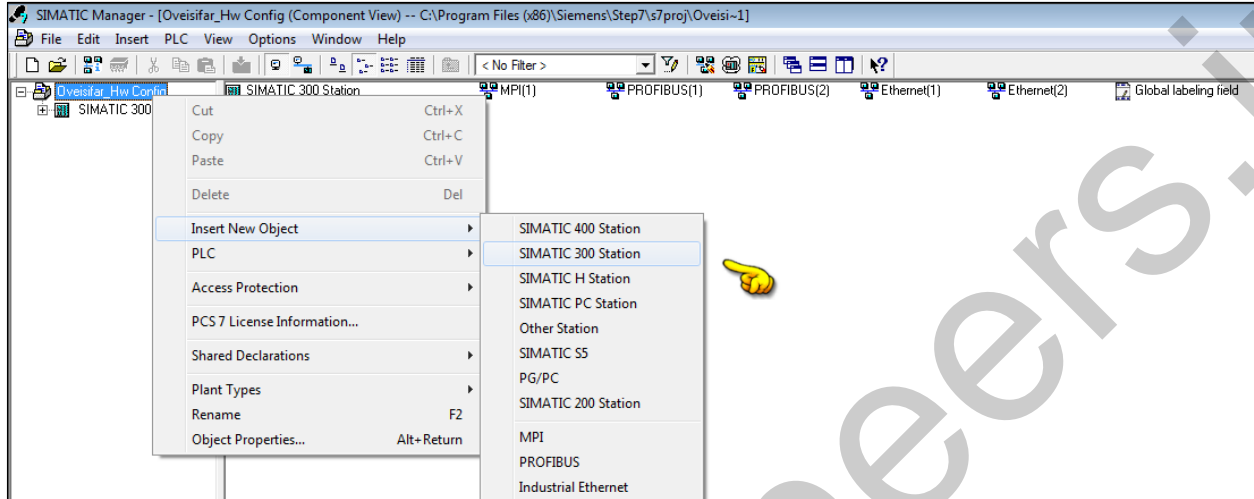 SIMATIC Manager - [Oveisifar_Hw Config (Component View) -- C:\Program Files (x86)\Siemens\Step7\s7proj\Oveisi~1]
File Edit Insert PLC View Options Window Help
< No Filter >
Oveisifar_Hw Config
SIMATIC 300
SIMATIC 300 Station MPI(1) PROFIBUS(1) PROFIBUS(2) Ethernet(1) Ethernet(2) Global labeling field
Cut Ctrl+X
Copy Ctrl+C
Paste Ctrl+V
Delete Del
Insert New Object
PLC
Access Protection
PCS 7 License Information...
Shared Declarations
Plant Types
Rename F2
Object Properties... Alt+Return
SIMATIC 400 Station
SIMATIC 300 Station
SIMATIC H Station
SIMATIC PC Station
Other Station
SIMATIC S5
PG/PC
SIMATIC 200 Station
MPI
PROFIBUS
Industrial Ethernet
eers.i